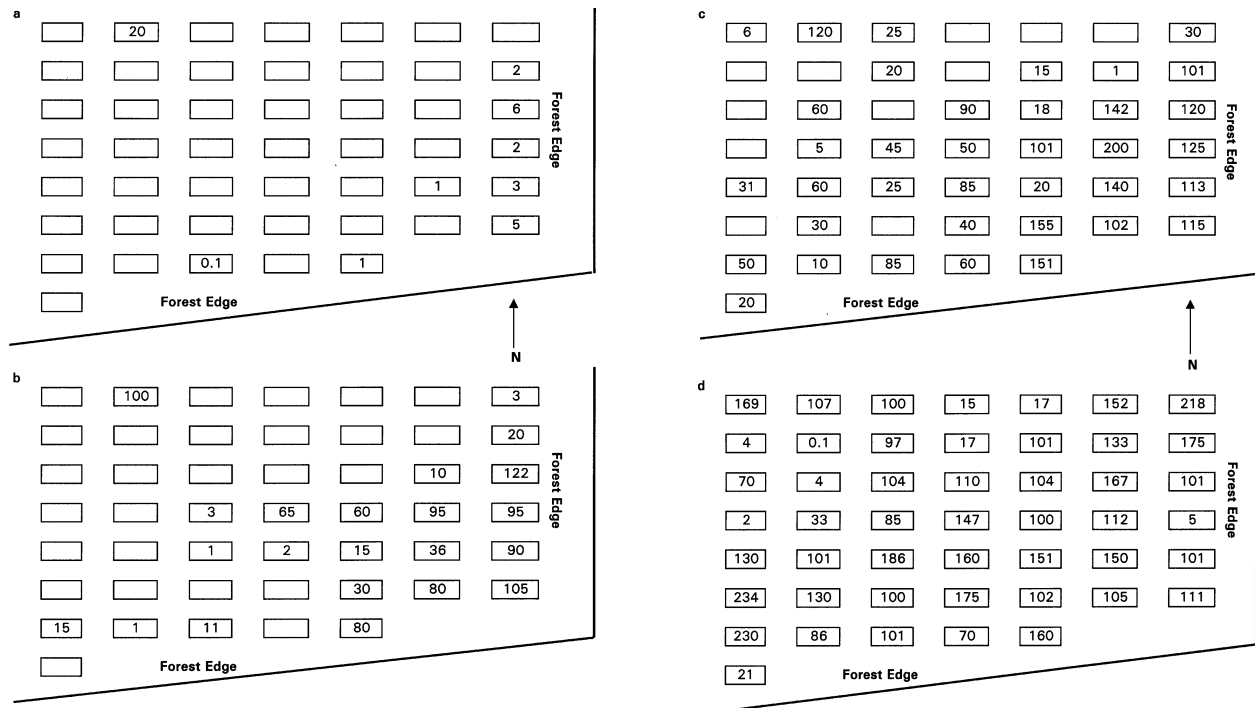 a
20
2
6
2
1 3
5
0.1 1
Forest Edge
Forest Edge
N
b
100 3
20
10 122
3 65 60 95 95
1 2 15 36 90
30 80 105
15 1 11 80
Forest Edge
Forest Edge
c
6 120 25 30
20 15 1 101
60 90 18 142 120
5 45 50 101 200 125
31 60 25 85 20 140 113
30 40 155 102 115
50 10 85 60 151
20
Forest Edge
Forest Edge
N
d
169 107 100 15 17 152 218
4 0.1 97 17 101 133 175
70 4 104 110 104 167 101
2 33 85 147 100 112 5
130 101 186 160 151 150 101
234 130 100 175 102 105 111
230 86 101 70 160
21
Forest Edge
Forest Edge